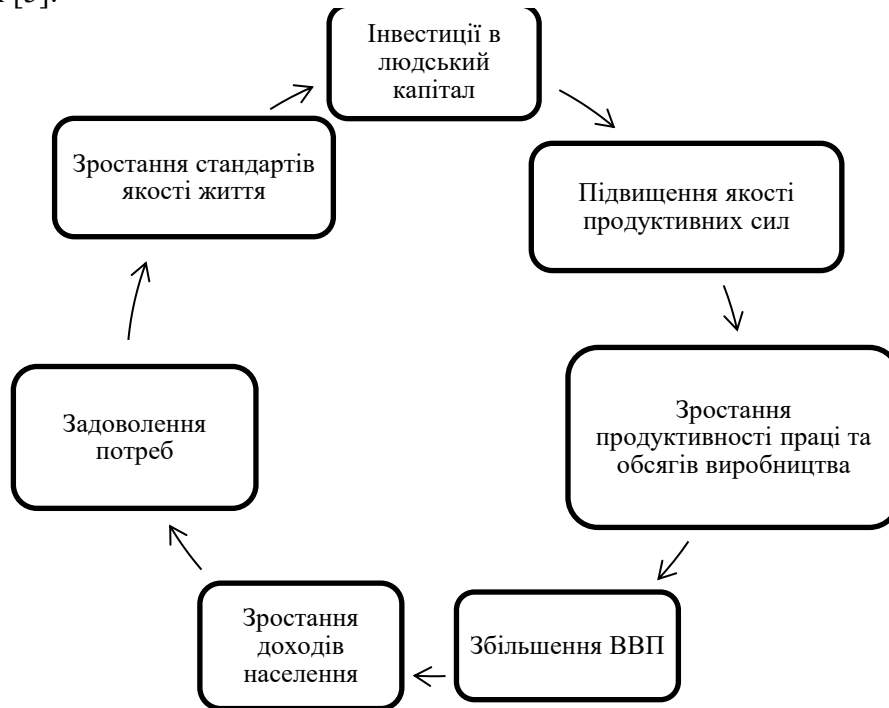 [5].
Інвестиції в
людський
капітал
Зростання стандартів
якості життя
Підвищення якості
продуктивних сил
Зростання
продуктивності праці та
обсягів виробництва
Задоволення
потреб
Зростання
доходів
населення
Збільшення ВВП